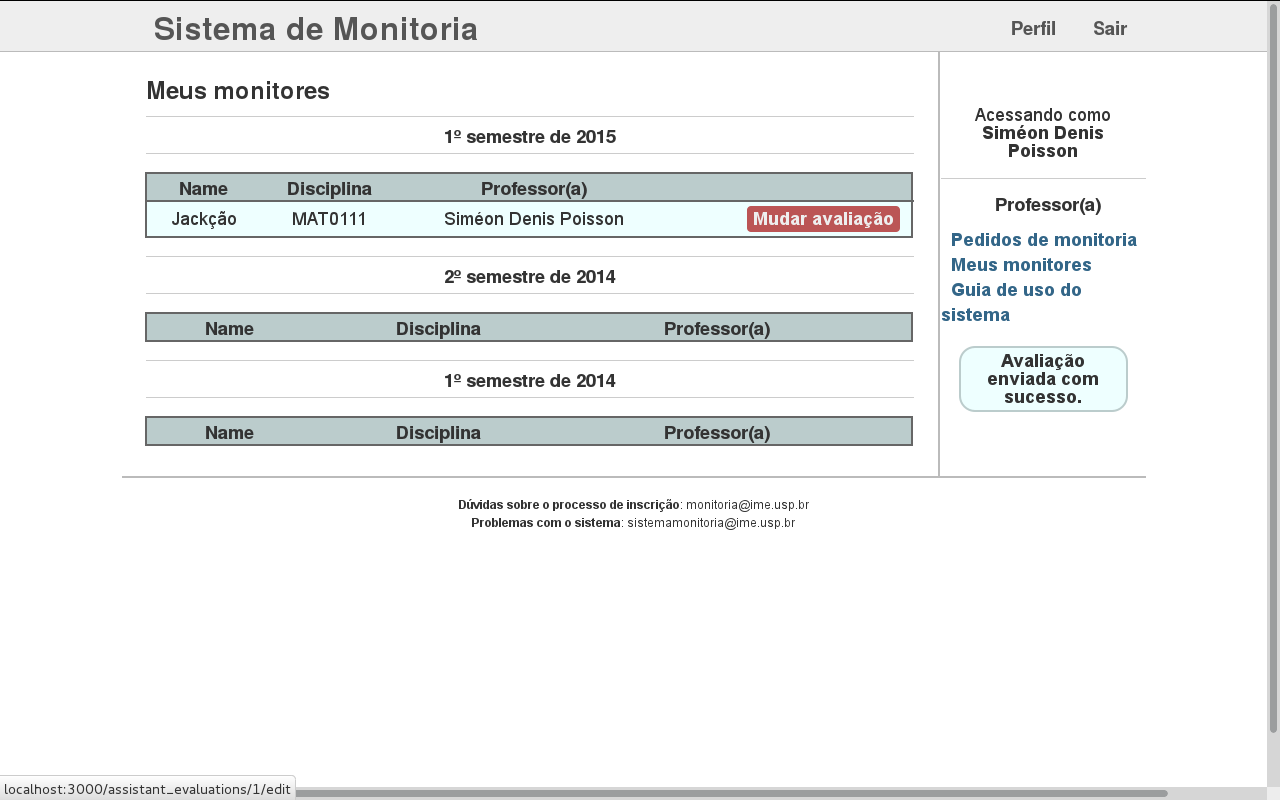 Sistema de Monitoria
Perfil Sair
Meus monitores
1º semestre de 2015
Name Disciplina Professor(a)
Jackção MAT0111 Siméon Denis Poisson Mudar avaliação
2º semestre de 2014
Name Disciplina Professor(a)
1º semestre de 2014
Name Disciplina Professor(a)
Acessando como
Siméon Denis
Poisson
Professor(a)
Pedidos de monitoria
Meus monitores
Guia de uso do
sistema
Avaliação
enviada com
sucesso.
Dúvidas sobre o processo de inscrição: monitoria@ime.usp.br
Problemas com o sistema: sistemamonitoria@ime.usp.br
localhost:3000/assistant_evaluations/1/edit